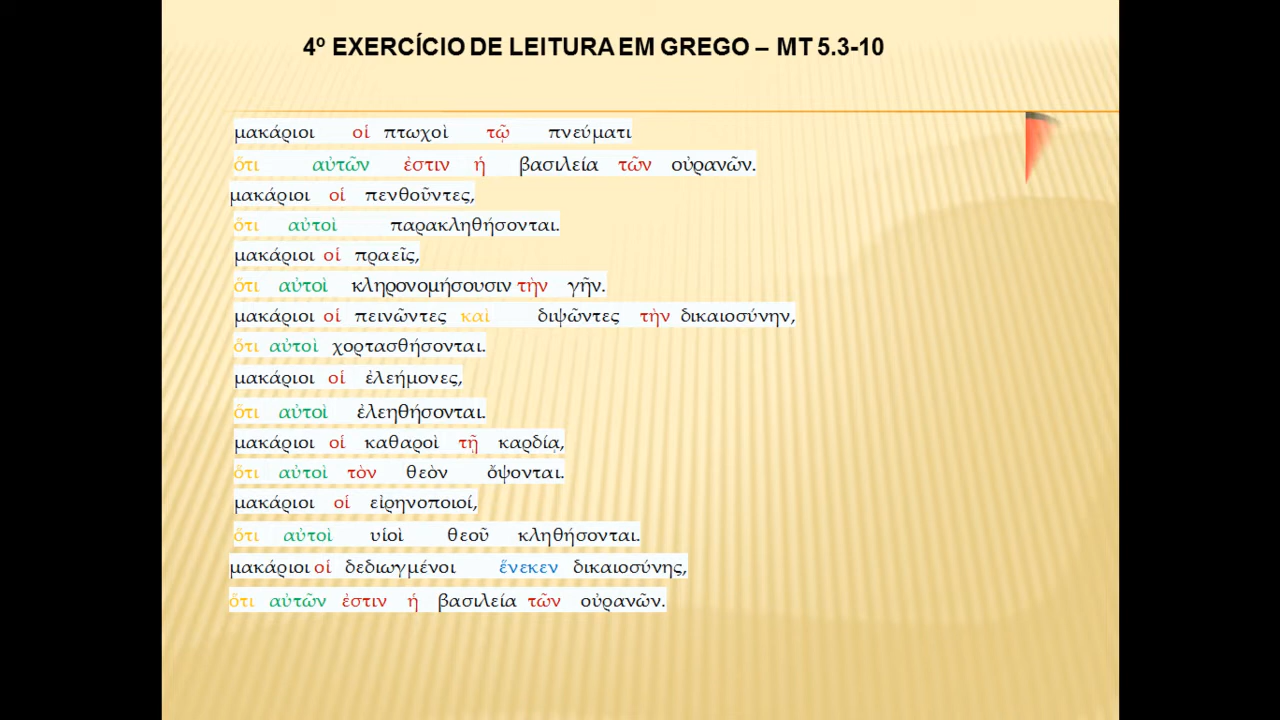 4º EXERCÍCIO DE LEITURA EM GREGO – MT 5.3-10
μακάριοι οἱ πτωχοὶ τῷ πνεύματι
ὅτι αὐτῶν ἐστιν ἡ βασιλεία τῶν οὐρανῶν.
μακάριοι οἱ πενθοῦντες,
ὅτι αὐτοὶ παρακληθήσονται.
μακάριοι οἱ πραεῖς,
ὅτι αὐτοὶ κληρονομήσουσιν τὴν γῆν.
μακάριοι οἱ πεινῶντες καὶ διψῶντες τὴν δικαιοσύνην,
ὅτι αὐτοὶ χορτασθήσονται.
μακάριοι οἱ ἐλεήμονες,
ὅτι αὐτοὶ ἐλεηθήσονται.
μακάριοι οἱ καθαροὶ τῇ καρδίᾳ,
ὅτι αὐτοὶ τὸν θεὸν ὄψονται.
μακάριοι οἱ εἰρηνοποιοί,
ὅτι αὐτοὶ υἱοὶ θεοῦ κληθήσονται.
μακάριοι οἱ δεδιωγμένοι ἕνεκεν δικαιοσύνης,
ὅτι αὐτῶν ἐστιν ἡ βασιλεία τῶν οὐρανῶν.